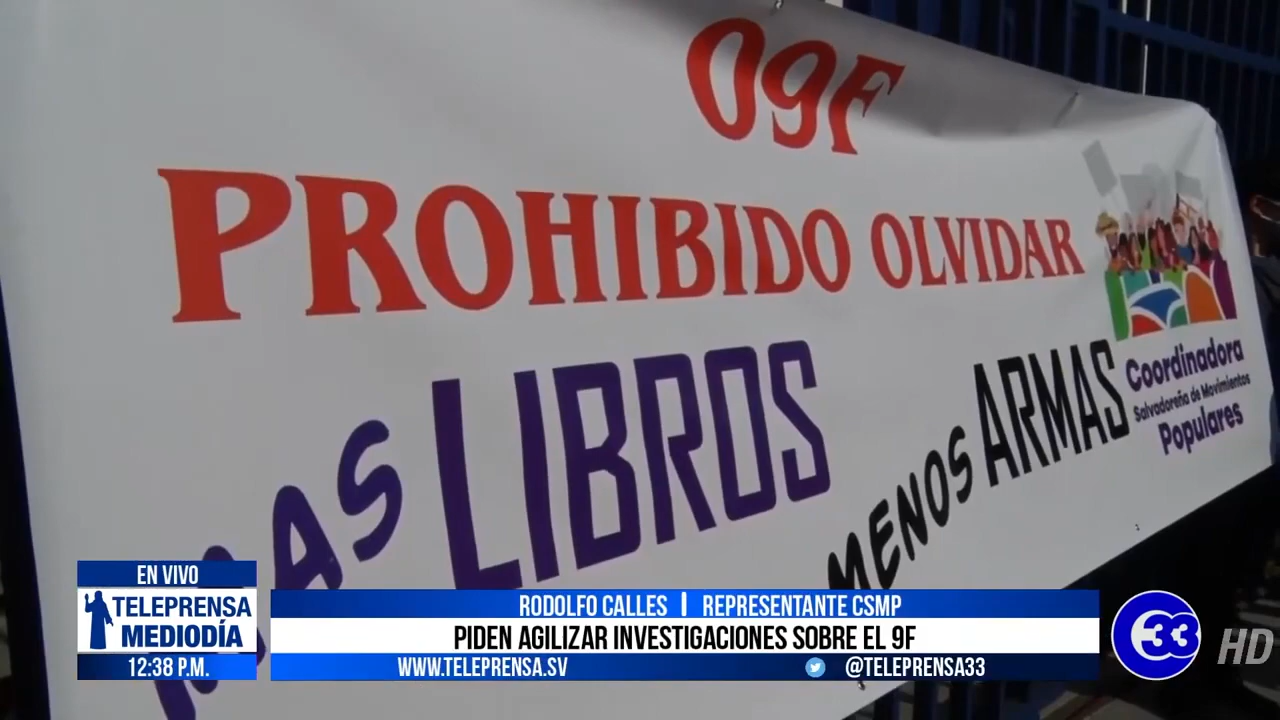 09F
PROHIBIDO OLVIDAR
MAS LIBROS
MENOS ARMAS
Coordinadora
Salvadoreña de Movimientos
Populares
EN VIVO
TELEPRENSA
MEDIODÍA
12:38 P.M.
RODOLFO CALLES | REPRESENTANTE CSMP
PIDEN AGILIZAR INVESTIGACIONES SOBRE EL 9F
WWW.TELEPRENSA.SV
@TELEPRENSA33
33
HD